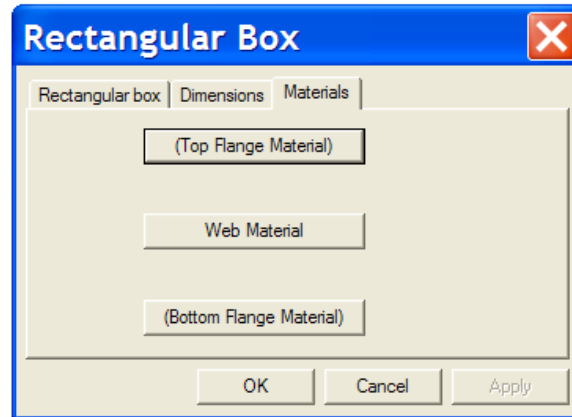 Rectangular Box
Rectangular box Dimensions Materials
(Top Flange Material)
Web Material
(Bottom Flange Material)
OK Cancel Apply